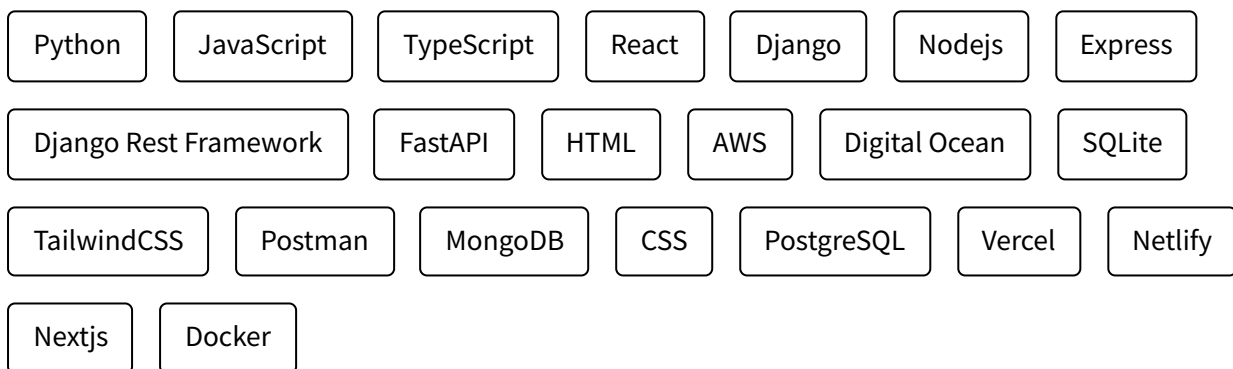 Python JavaScript TypeScript React Django Nodejs Express
Django Rest Framework FastAPI HTML AWS Digital Ocean SQLite
TailwindCSS Postman MongoDB CSS PostgreSQL Vercel Netlify
Nextjs Docker